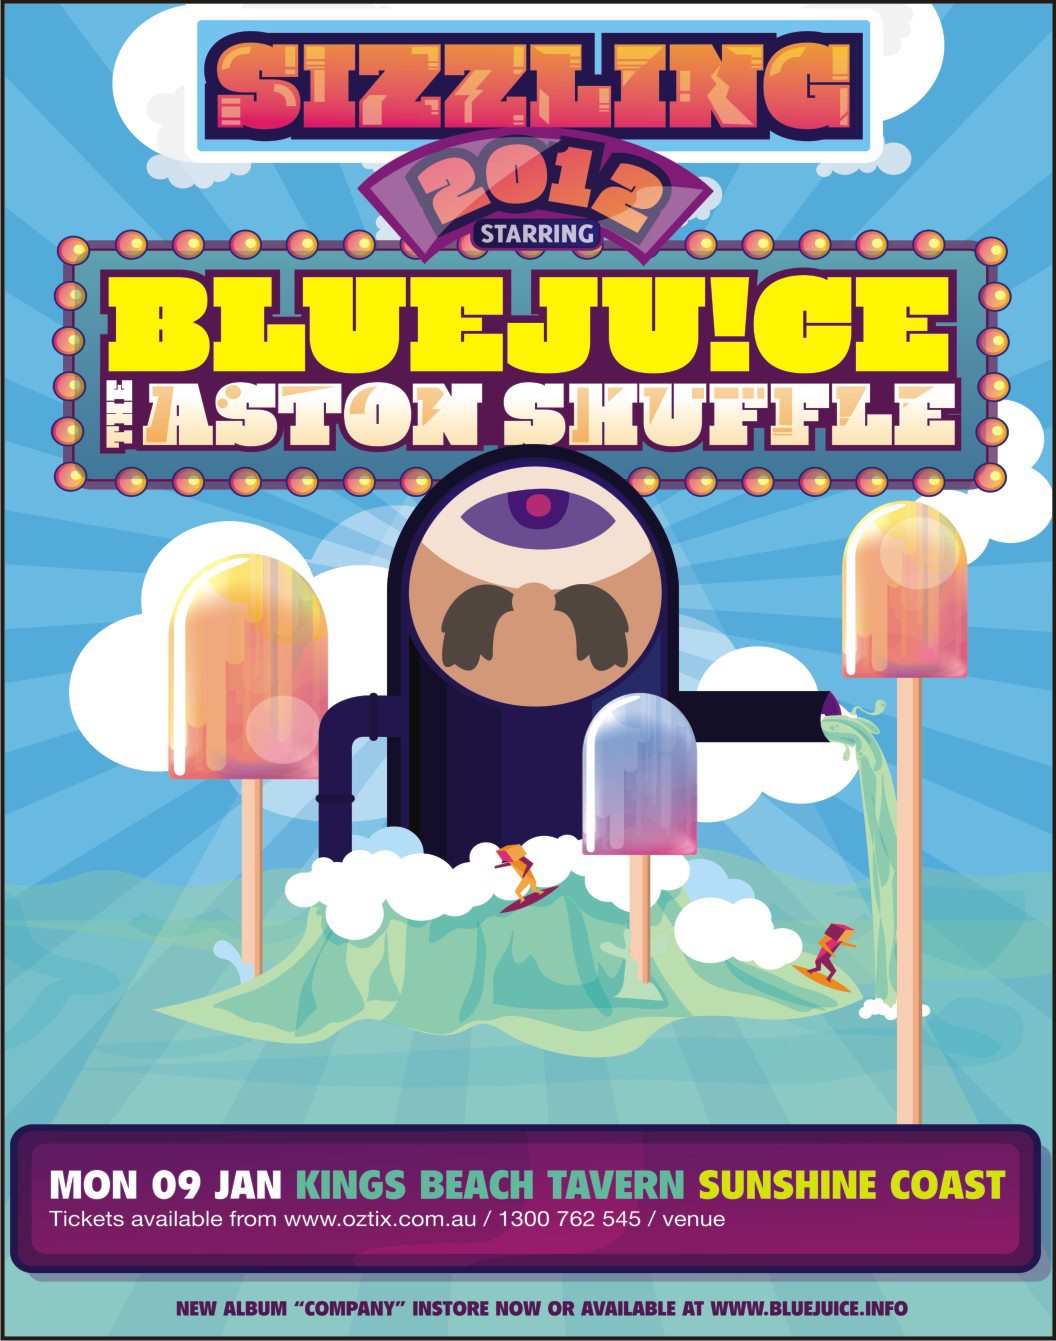 SIZZLING
2012
STARRING
BLUEJU!CE
THE ASTON SHUFFLE
MON 09 JAN KINGS BEACH TAVERN SUNSHINE COAST
Tickets available from www.oztix.com.au / 1300 762 545 / venue
NEW ALBUM “COMPANY” INSTORE NOW OR AVAILABLE AT WWW.BLUEJUICE.INFO